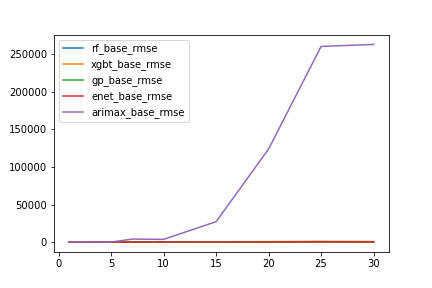 rf_base_rmse
xgbt_base_rmse
gp_base_rmse
enet_base_rmse
arimax_base_rmse
250000
200000
150000
100000
50000
0
0 5 10 15 20 25 30